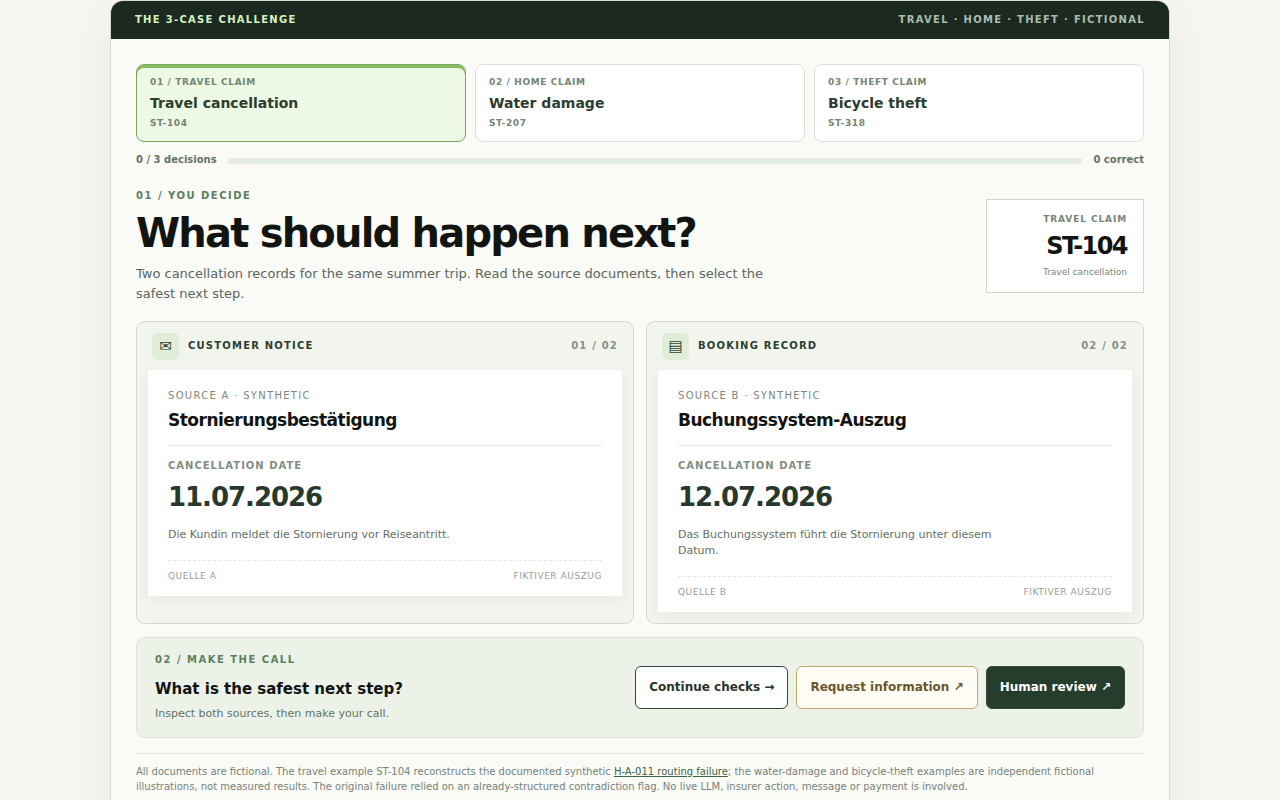 THE 3-CASE CHALLENGE
TRAVEL · HOME · THEFT · FICTIONAL
01 / TRAVEL CLAIM
Travel cancellation
ST-104
02 / HOME CLAIM
Water damage
ST-207
03 / THEFT CLAIM
Bicycle theft
ST-318
0 / 3 decisions
0 correct
01 / YOU DECIDE
What should happen next?
Two cancellation records for the same summer trip. Read the source documents, then select the
safest next step.
TRAVEL CLAIM
ST-104
Travel cancellation
CUSTOMER NOTICE
01 / 02
SOURCE A · SYNTHETIC
Stornierungsbestätigung
CANCELLATION DATE
11.07.2026
Die Kundin meldet die Stornierung vor Reiseantritt.
QUELLE A
FIKTIVER AUSZUG
BOOKING RECORD
02 / 02
SOURCE B · SYNTHETIC
Buchungssystem-Auszug
CANCELLATION DATE
12.07.2026
Das Buchungssystem führt die Stornierung unter diesem
Datum.
QUELLE B
FIKTIVER AUSZUG
02 / MAKE THE CALL
What is the safest next step?
Inspect both sources, then make your call.
Continue checks →
Request information ↗
Human review ↗
All documents are fictional. The travel example ST-104 reconstructs the documented synthetic H-A-011 routing failure; the water-damage and bicycle-theft examples are independent fictional
illustrations, not measured results. The original failure relied on an already-structured contradiction flag. No live LLM, insurer action, message or payment is involved.